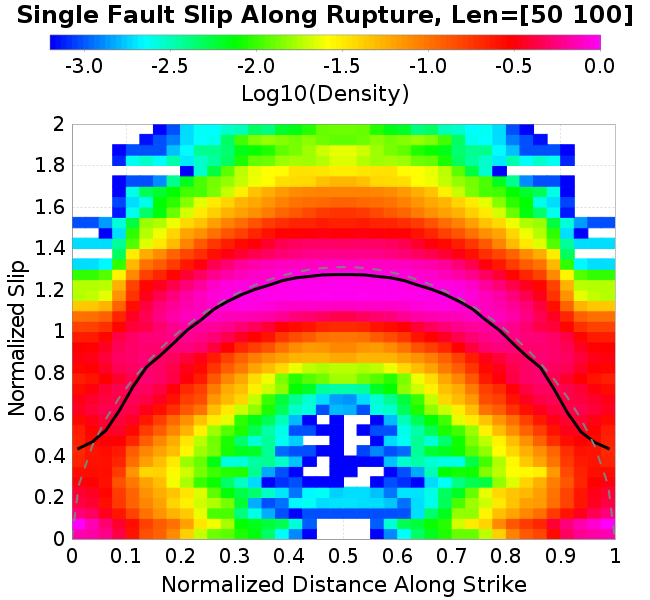 Single Fault Slip Along Rupture, Len=[50 100]
-3.0 -2.5 -2.0 -1.5 -1.0 -0.5 0.0
Log10(Density)
Normalized Slip
2
1.8
1.6
1.4
1.2
1
0.8
0.6
0.4
0.2
0
0 0.1 0.2 0.3 0.4 0.5 0.6 0.7 0.8 0.9 1
Normalized Distance Along Strike